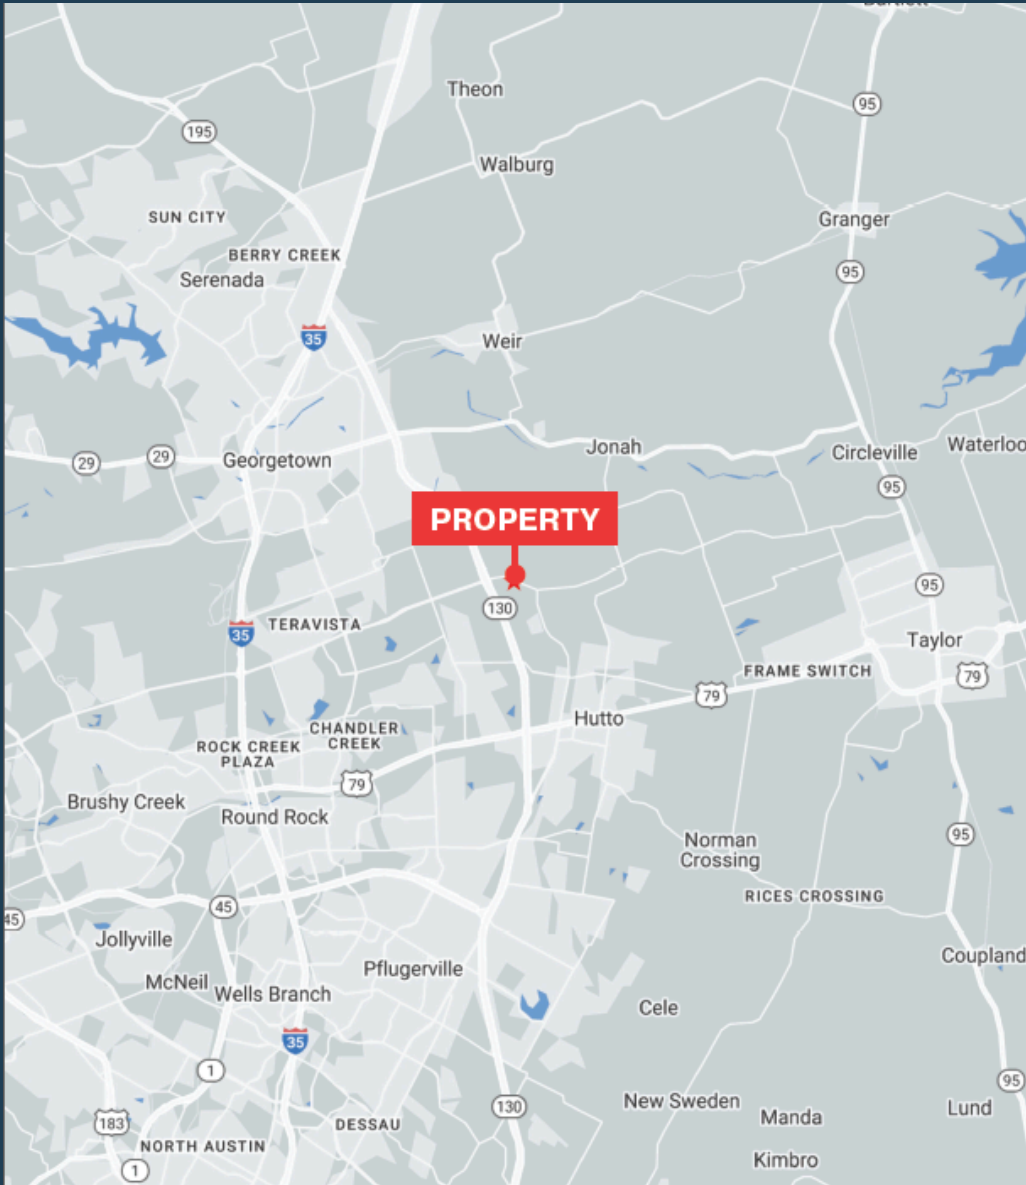 Theon
95
195
Walburg
SUN CITY
Granger
BERRY CREEK
Serenada
95
35
Weir
29
29
Georgetown
Jonah
Circleville
Waterloo
95
PROPERTY
130
95
35
TERAVISTA
Taylor
FRAME SWITCH
79
79
Hutto
CHANDLER
CREEK
ROCK CREEK
PLAZA
79
Brushy Creek
Round Rock
95
Norman
Crossing
RICES CROSSING
45
45
Jollyville
Coupland
Pflugerville
McNeil
Wells Branch
Cele
35
1
95
New Sweden
130
Lund
183
Manda
DESSAU
NORTH AUSTIN
Kimbro
1